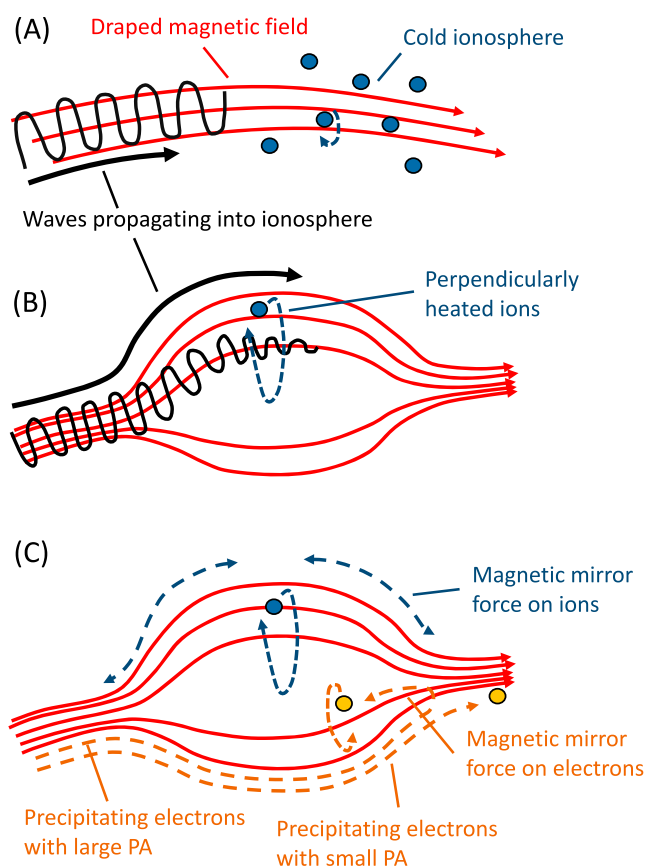 (A)
Draped magnetic field
Cold ionosphere
Waves propagating into ionosphere
(B)
Perpendicularly
heated ions
(C)
Magnetic mirror
force on ions
Magnetic mirror
force on electrons
Precipitating electrons
with large PA
Precipitating electrons
with small PA